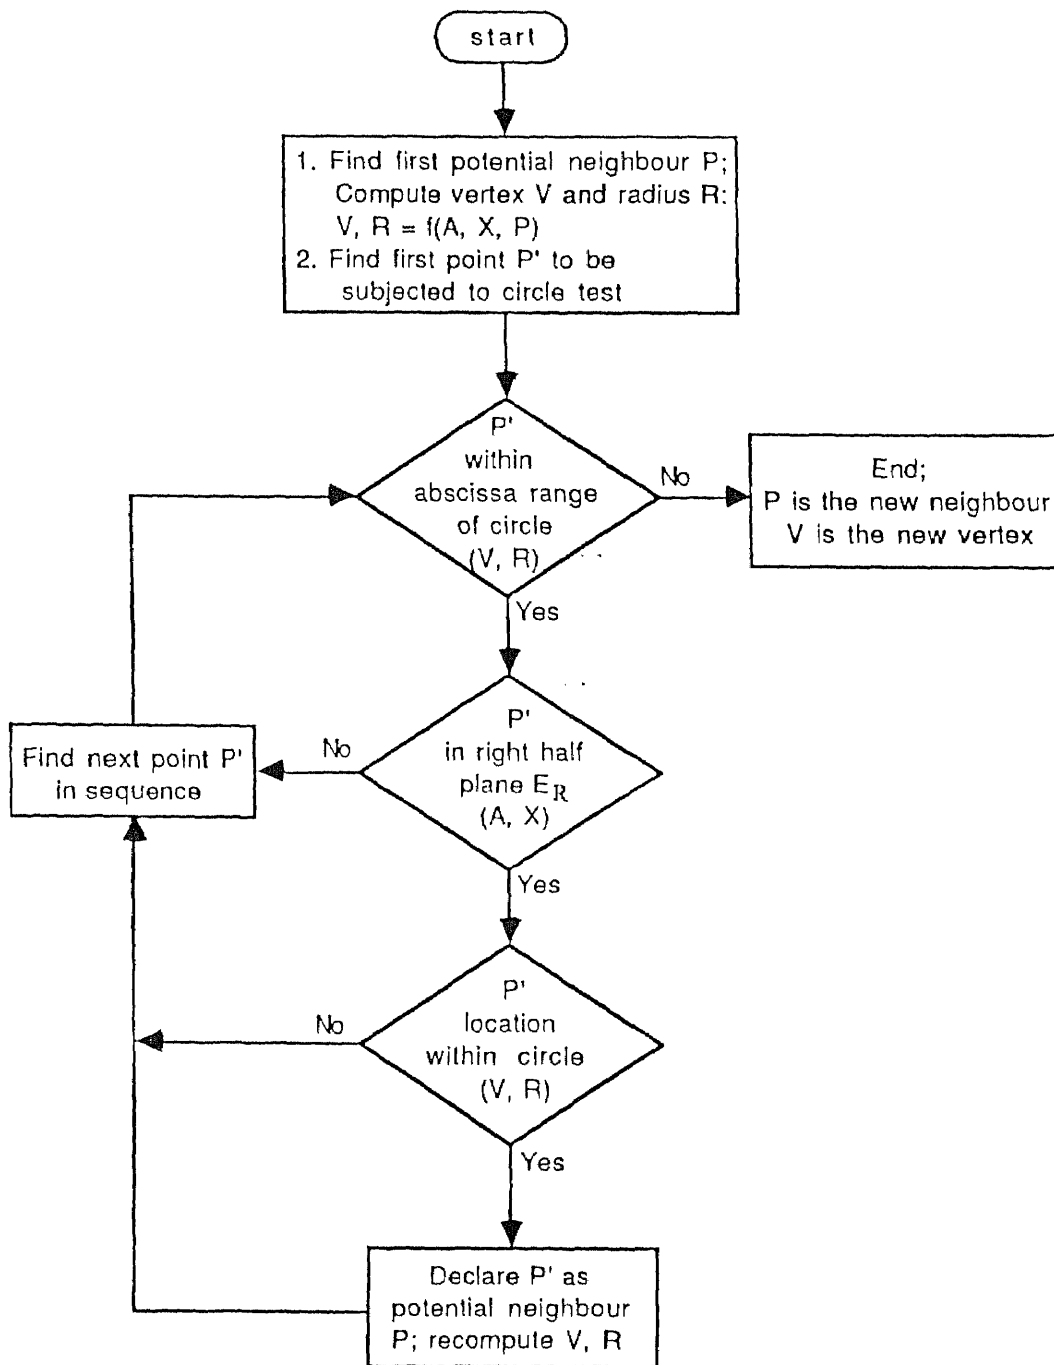 start
1. Find first potential neighbour P;
Compute vertex V and radius R:
V, R = f(A, X, P)
2. Find first point P' to be
subjected to circle test
P'
within
abscissa range
of circle
(V, R)
No
End;
P is the new neighbour
V is the new vertex
Yes
P'
in right half
plane E_R
(A, X)
No
Find next point P'
in sequence
Yes
P'
location
within circle
(V, R)
No
Yes
Declare P' as
potential neighbour
P; recompute V, R